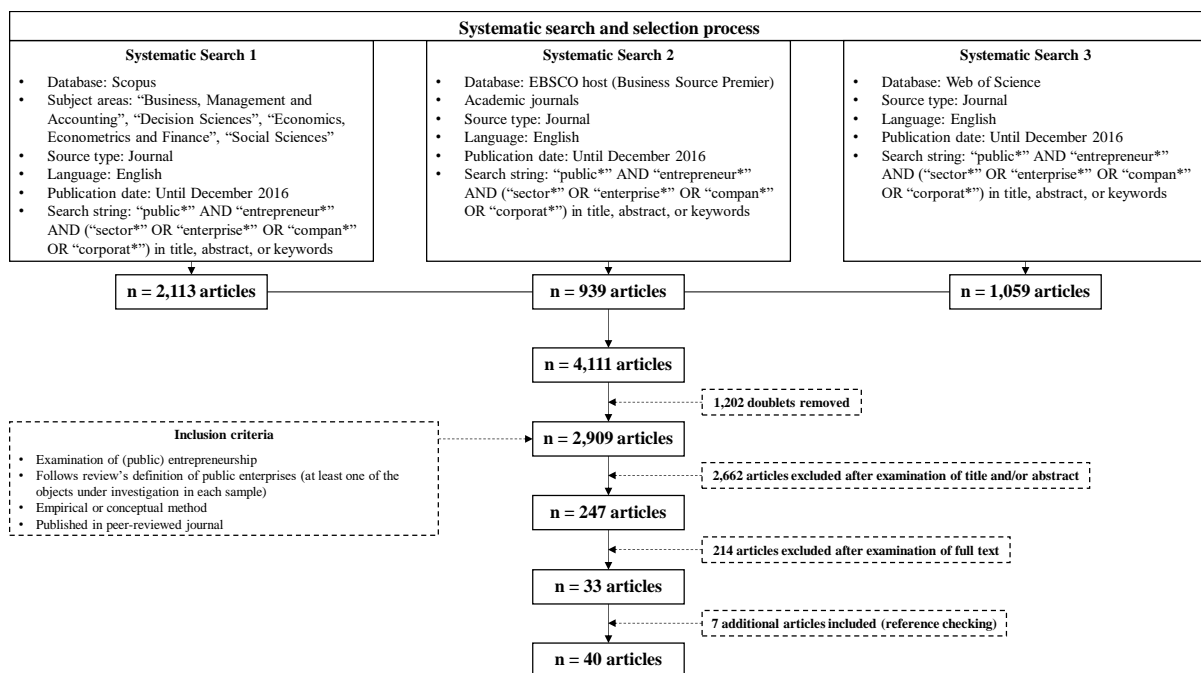 Systematic search and selection process
Systematic Search 1
• Database: Scopus
• Subject areas: “Business, Management and
Accounting”, “Decision Sciences”, “Economics,
Econometrics and Finance”, “Social Sciences”
• Source type: Journal
• Language: English
• Publication date: Until December 2016
• Search string: “public*” AND “entrepreneur*”
AND (“sector*” OR “enterprise*” OR “compan*”
OR “corporat*”) in title, abstract, or keywords
Systematic Search 2
• Database: EBSCO host (Business Source Premier)
• Academic journals
• Source type: Journal
• Language: English
• Publication date: Until December 2016
• Search string: “public*” AND “entrepreneur*”
AND (“sector*” OR “enterprise*” OR “compan*”
OR “corporat*”) in title, abstract, or keywords
Systematic Search 3
• Database: Web of Science
• Source type: Journal
• Language: English
• Publication date: Until December 2016
• Search string: “public*” AND “entrepreneur*”
AND (“sector*” OR “enterprise*” OR “compan*”
OR “corporat*”) in title, abstract, or keywords
n = 2,113 articles
n = 939 articles
n = 1,059 articles
n = 4,111 articles
1,202 doublets removed
n = 2,909 articles
Inclusion criteria
• Examination of (public) entrepreneurship
• Follows review’s definition of public enterprises (at least one of the
objects under investigation in each sample)
• Empirical or conceptual method
• Published in peer-reviewed journal
2,662 articles excluded after examination of title and/or abstract
n = 247 articles
214 articles excluded after examination of full text
n = 33 articles
7 additional articles included (reference checking)
n = 40 articles